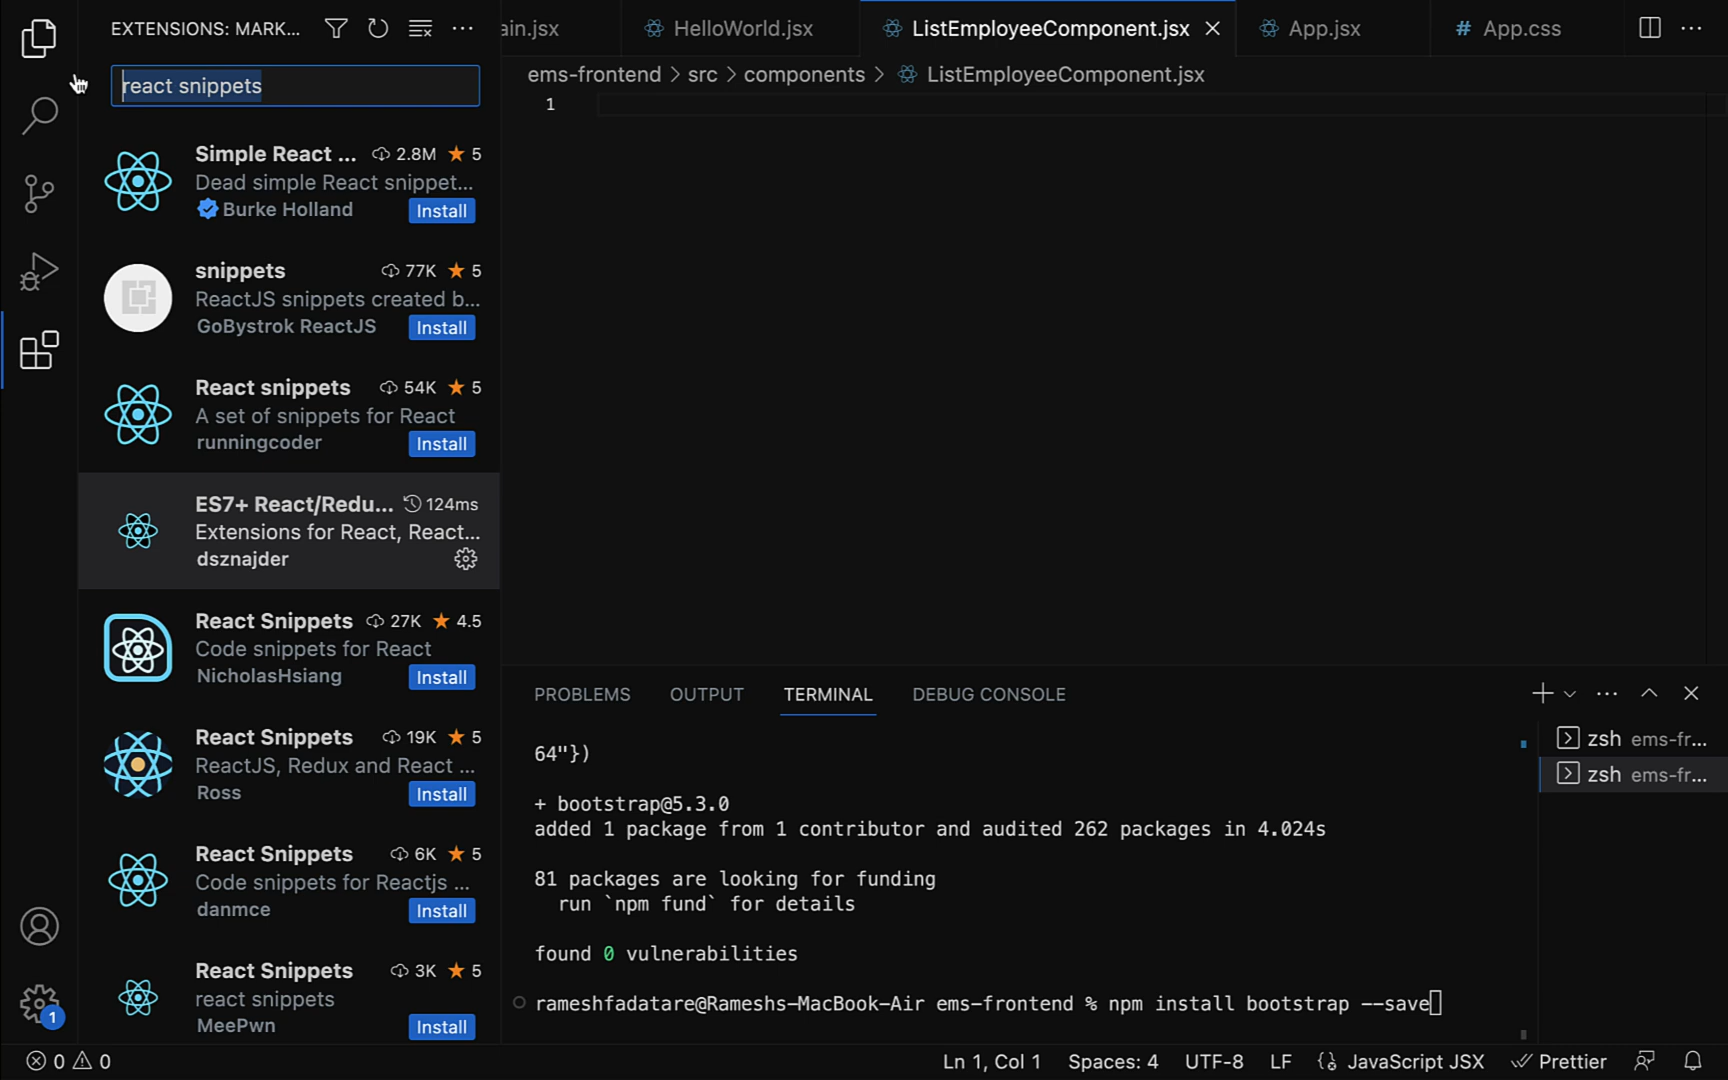 EXTENSIONS: MARK...
ain.jsx
HelloWorld.jsx
ListEmployeeComponent.jsx
App.jsx
# App.css
ems-frontend > src > components > ListEmployeeComponent.jsx
react snippets
1
Simple React ... 2.8M ★ 5
Dead simple React snippet...
Burke Holland Install
snippets 77K ★ 5
ReactJS snippets created b...
GoBystrok ReactJS Install
React snippets 54K ★ 5
A set of snippets for React
runningcoder Install
ES7+ React/Redu... 124ms
Extensions for React, React...
dsznajder
React Snippets 27K ★ 4.5
Code snippets for React
NicholasHsiang Install
React Snippets 19K ★ 5
ReactJS, Redux and React ...
Ross Install
React Snippets 6K ★ 5
Code snippets for Reactjs ...
danmce Install
React Snippets 3K ★ 5
react snippets
MeePwn Install
PROBLEMS OUTPUT TERMINAL DEBUG CONSOLE
64"})
+ bootstrap@5.3.0
added 1 package from 1 contributor and audited 262 packages in 4.024s
81 packages are looking for funding
run `npm fund` for details
found 0 vulnerabilities
rameshfadatare@Rameshs-MacBook-Air ems-frontend % npm install bootstrap --save
zsh ems-fr...
zsh ems-fr...
1
0 0
Ln 1, Col 1 Spaces: 4 UTF-8 LF {} JavaScript JSX Prettier